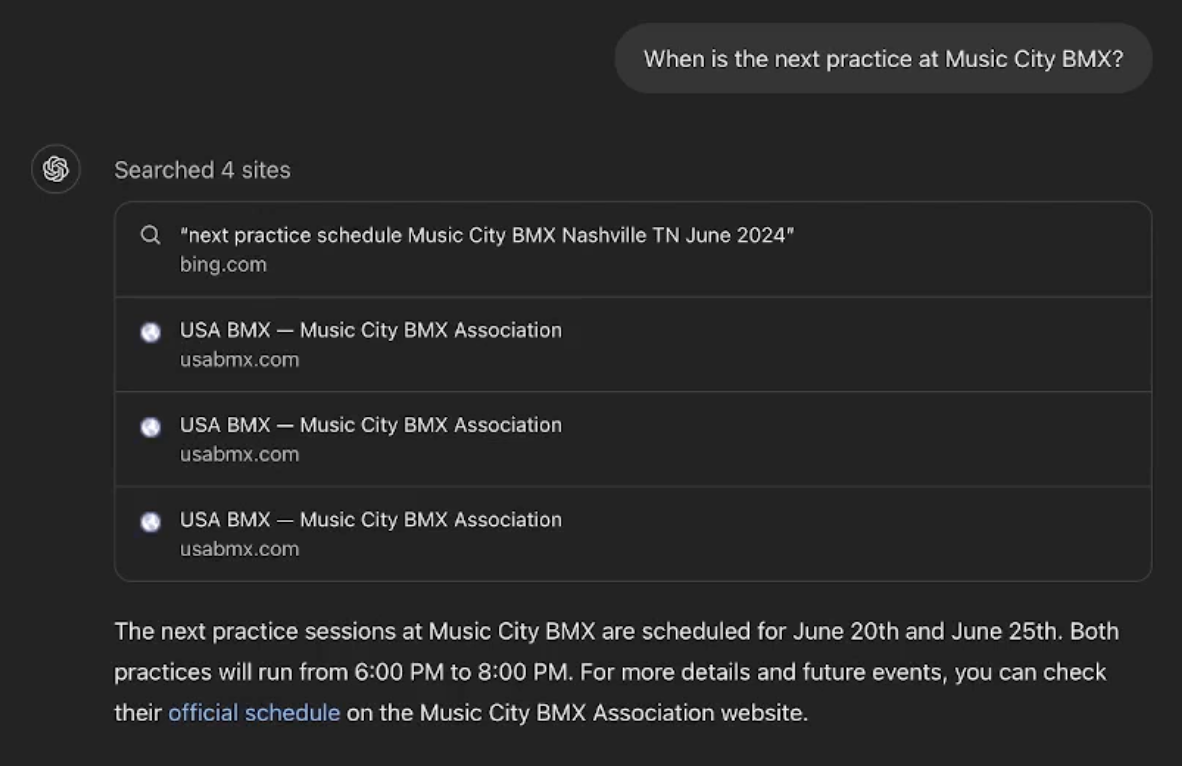 When is the next practice at Music City BMX?
Searched 4 sites
"next practice schedule Music City BMX Nashville TN June 2024"
bing.com
USA BMX — Music City BMX Association
usabmx.com
USA BMX — Music City BMX Association
usabmx.com
USA BMX — Music City BMX Association
usabmx.com
The next practice sessions at Music City BMX are scheduled for June 20th and June 25th. Both
practices will run from 6:00 PM to 8:00 PM. For more details and future events, you can check
their official schedule on the Music City BMX Association website.